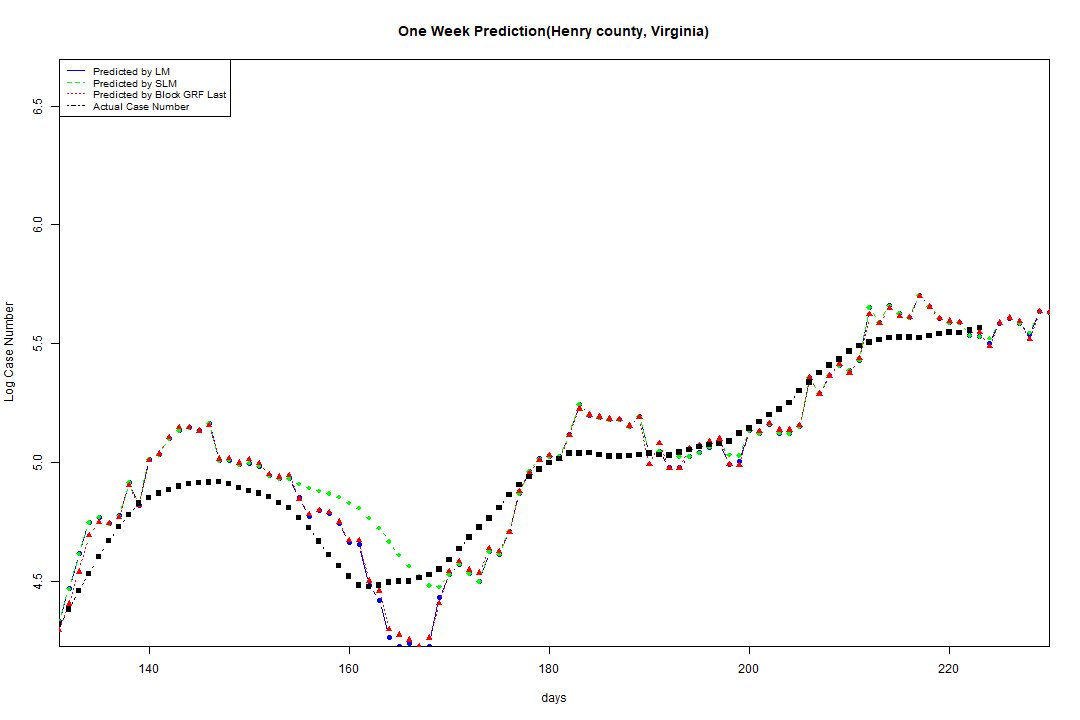 One Week Prediction(Henry county, Virginia)
Predicted by LM
Predicted by SLM
Predicted by Block GRF Last
Actual Case Number
6.5
6.0
5.5
5.0
4.5
Log Case Number
140 160 180 200 220
days